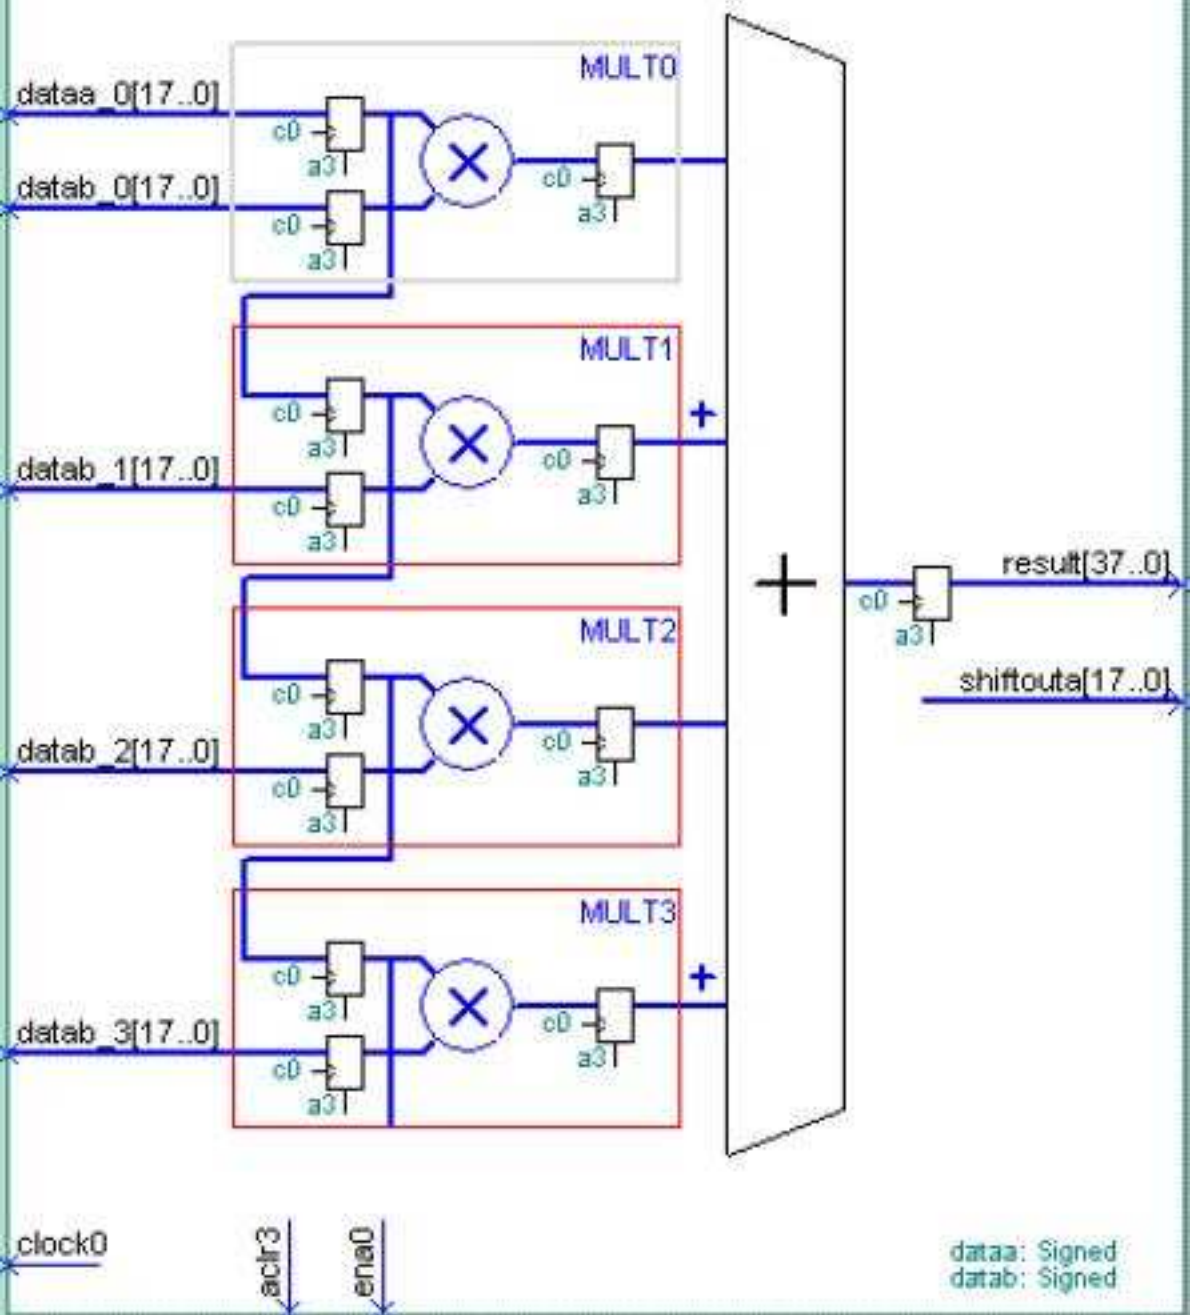 MULT0
dataa_0[17..0]
c0
a3
datab_0[17..0]
c0
a3
c0
a3
MULT1
c0
a3
datab_1[17..0]
c0
a3
c0
a3
+
MULT2
c0
a3
datab_2[17..0]
c0
a3
c0
a3
MULT3
c0
a3
datab_3[17..0]
c0
a3
c0
a3
+
+
result[37..0]
c0
a3
shiftouta[17..0]
clock0
aclr3
ena0
dataa: Signed
datab: Signed